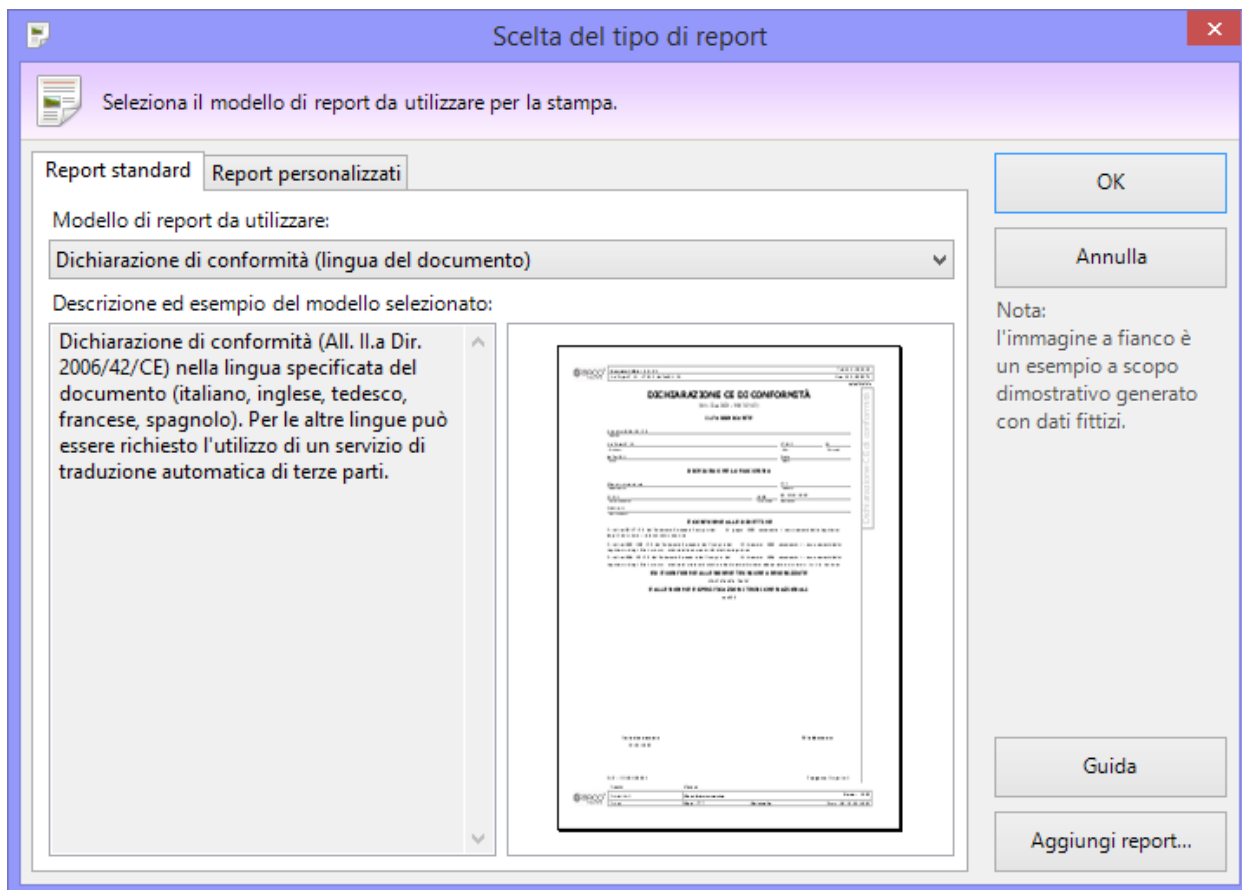 Scelta del tipo di report
Seleziona il modello di report da utilizzare per la stampa.
Report standard
Report personalizzati
Modello di report da utilizzare:
Dichiarazione di conformità (lingua del documento)
Descrizione ed esempio del modello selezionato:
Dichiarazione di conformità (All. II.a Dir.
2006/42/CE) nella lingua specificata del
documento (italiano, inglese, tedesco,
francese, spagnolo). Per le altre lingue può
essere richiesto l'utilizzo di un servizio di
traduzione automatica di terze parti.
DICHIARAZIONE CE DI CONFORMITÀ
Dichiarazione CE di conformità
OK
Annulla
Nota:
l'immagine a fianco è
un esempio a scopo
dimostrativo generato
con dati fittizi.
Guida
Aggiungi report...